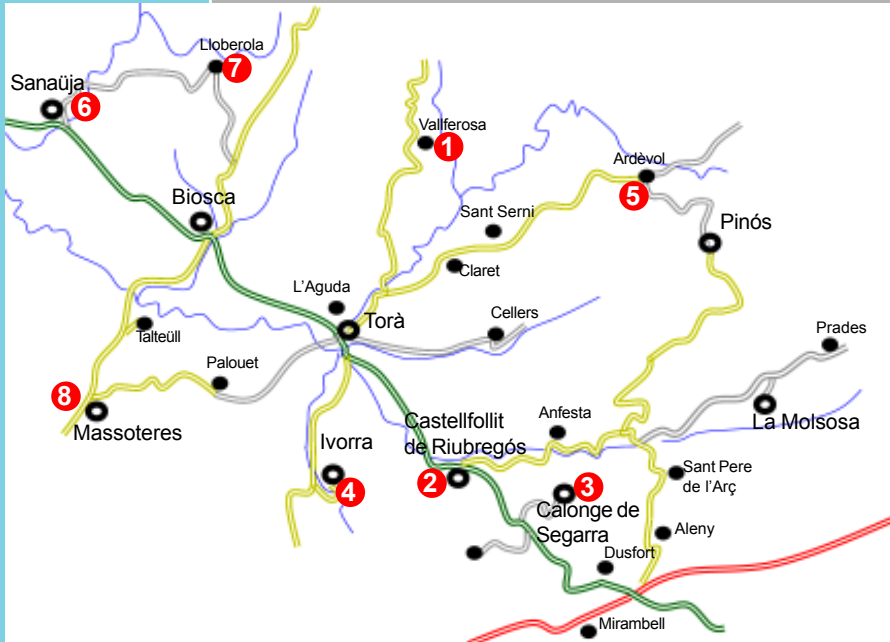 Lloberola
7
Sanaüja
6
Vallferosa
1
Ardèvol
5
Biosca
Sant Serni
Pinós
Claret
L'Aguda
Torà
Cellers
Talteüll
Prades
Palouet
8
Massoteres
Castellfollit
de Riubregós
Anfesta
La Molsosa
Ivorra
2
3
Sant Pere
de l'Arç
4
Calonge de
Segarra
Aleny
Dusfort
Mirambell